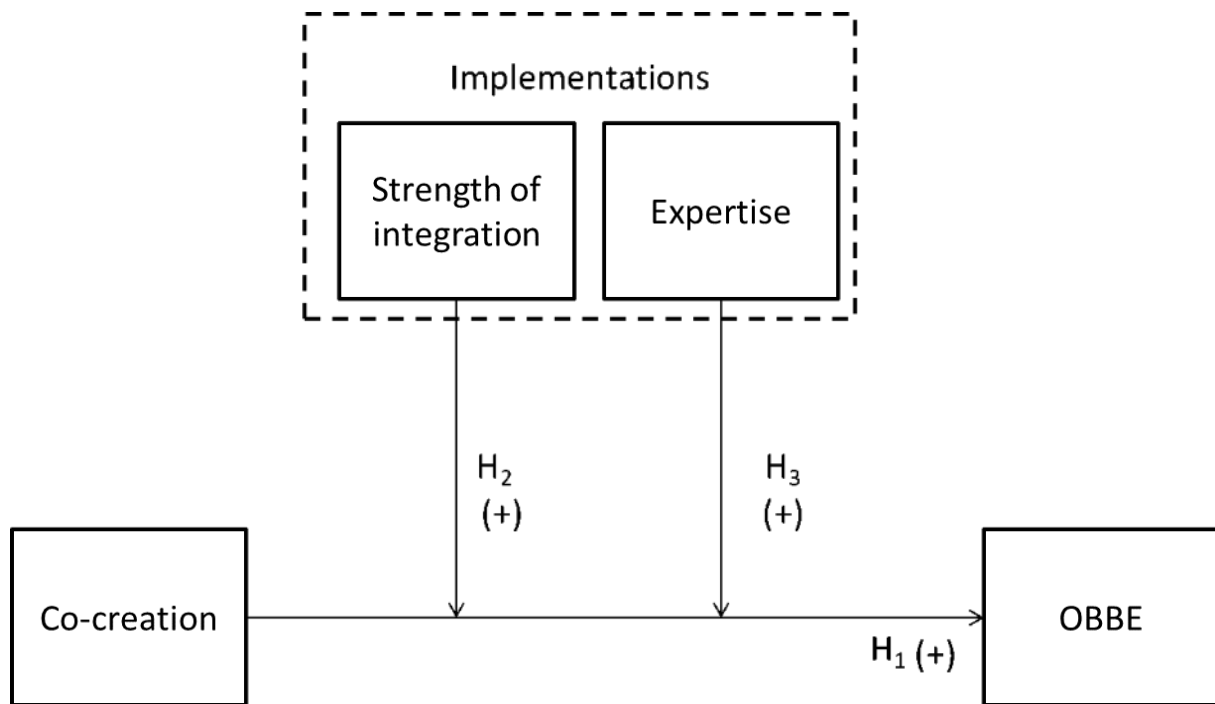 Implementations
Strength of
integration
Expertise
H₂
(+)
H₃
(+)
Co-creation
OBBE
H₁ (+)